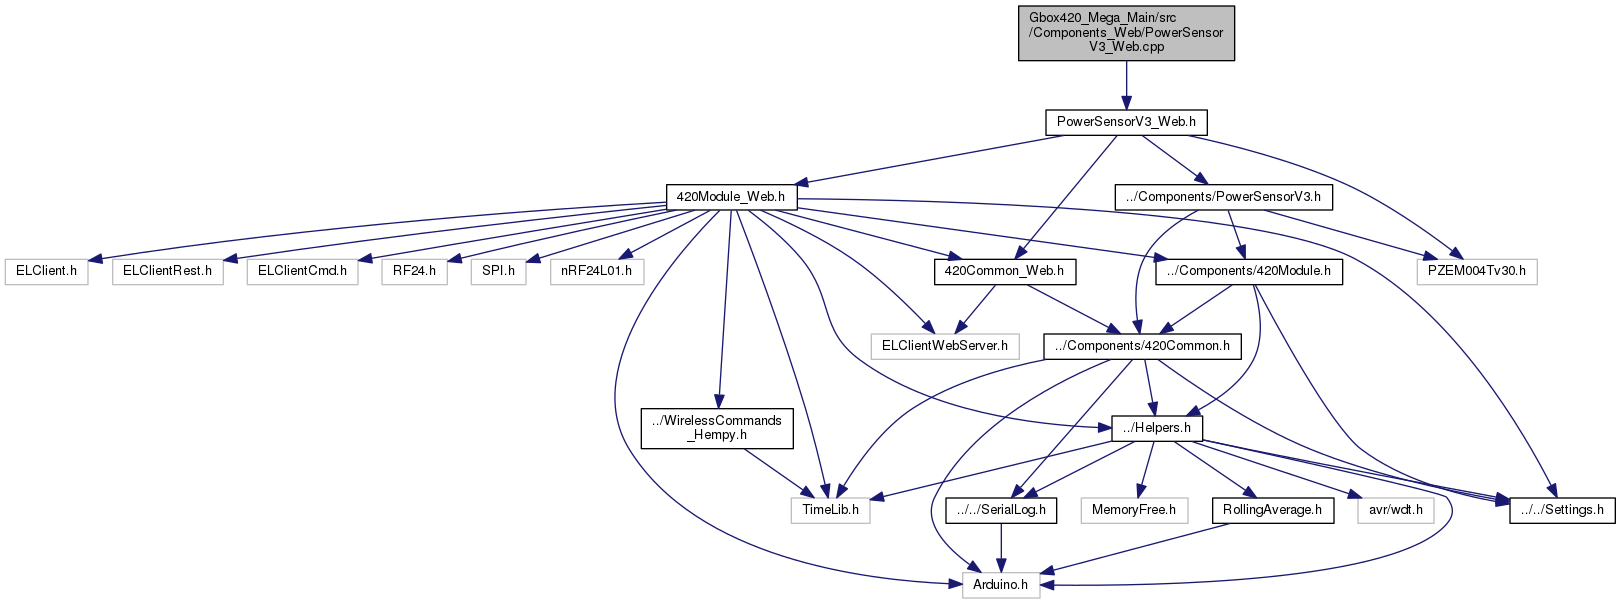 Gbox420_Mega_Main/src
/Components_Web/PowerSensor
V3_Web.cpp
PowerSensorV3_Web.h
420Module_Web.h
../Components/PowerSensorV3.h
ELClient.h
ELClientRest.h
ELClientCmd.h
RF24.h
SPI.h
nRF24L01.h
420Common_Web.h
../Components/420Module.h
PZEM004Tv30.h
ELClientWebServer.h
../Components/420Common.h
../WirelessCommands
_Hempy.h
../Helpers.h
TimeLib.h
../../SerialLog.h
MemoryFree.h
RollingAverage.h
avr/wdt.h
../../Settings.h
Arduino.h